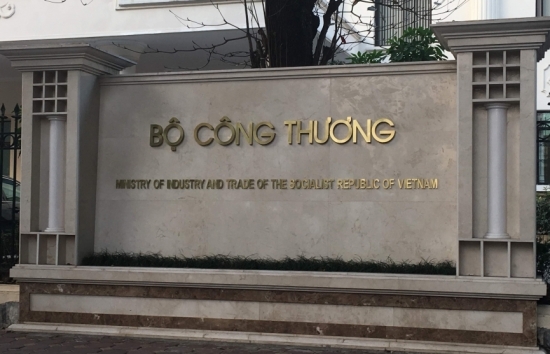 BỘ CÔNG THƯƠNG
MINISTRY OF INDUSTRY AND TRADE OF THE SOCIALIST REPUBLIC OF VIETNAM